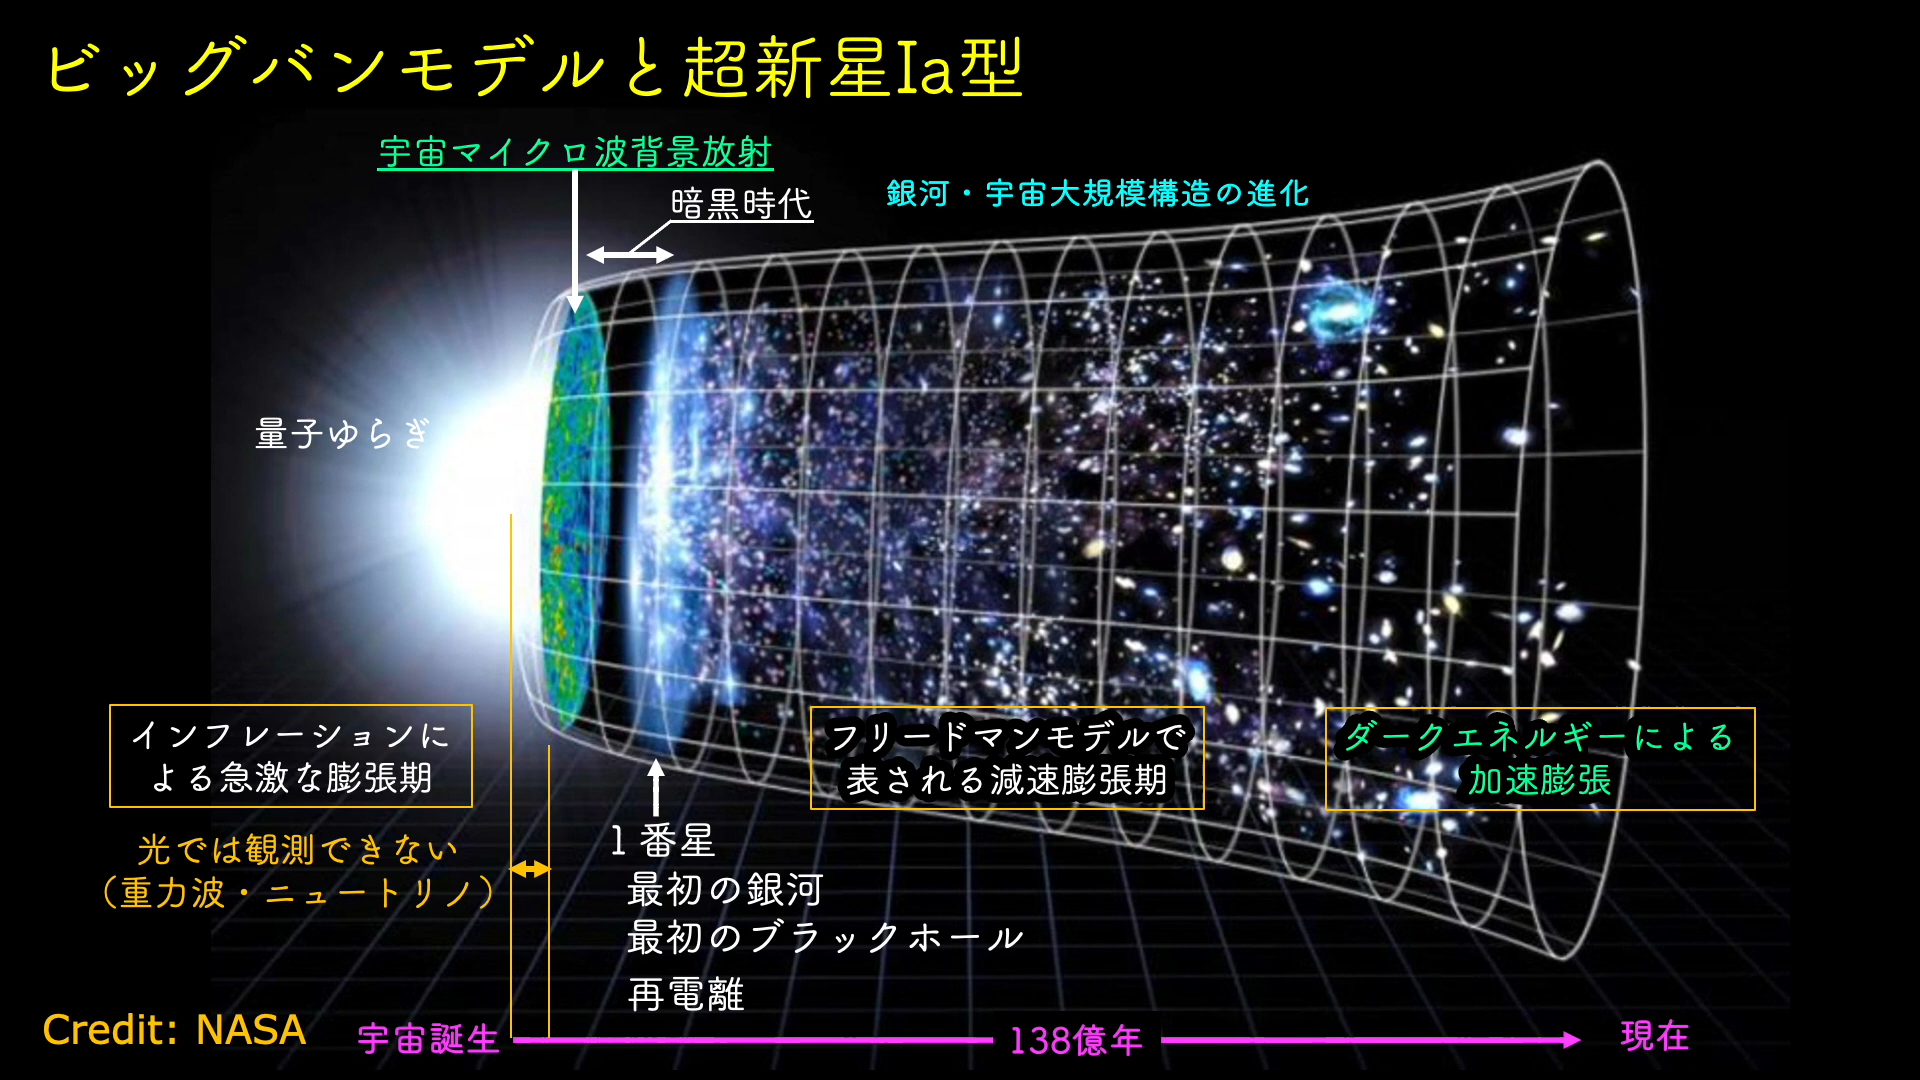 ビッグバンモデルと超新星Ia型
宇宙マイクロ波背景放射
暗黒時代
銀河・宇宙大規模構造の進化
量子ゆらぎ
インフレーションに
よる急激な膨張期
フリードマンモデルで
表される減速膨張期
ダークエネルギーによる
加速膨張
光では観測できない
（重力波・ニュートリノ）
1 番星
最初の銀河
最初のブラックホール
再電離
Credit: NASA
宇宙誕生
138億年
現在